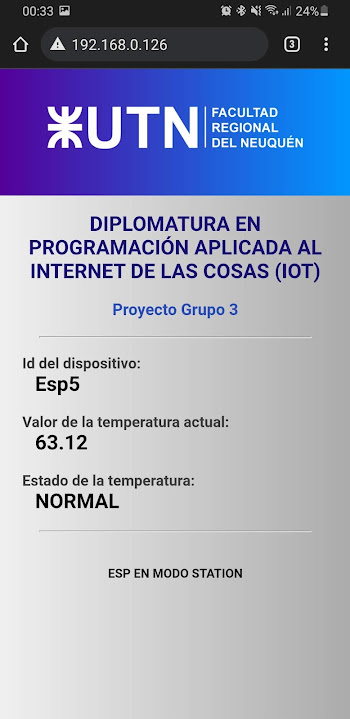 00:33 24%
192.168.0.126 3
UTN
FACULTAD
REGIONAL
DEL NEUQUÉN
DIPLOMATURA EN
PROGRAMACIÓN APLICADA AL
INTERNET DE LAS COSAS (IOT)
Proyecto Grupo 3
Id del dispositivo:
Esp5
Valor de la temperatura actual:
63.12
Estado de la temperatura:
NORMAL
ESP EN MODO STATION